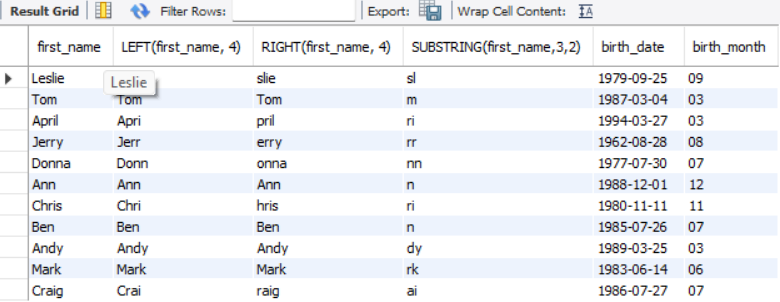 Result Grid Filter Rows: Export: Wrap Cell Content:
first_name LEFT(first_name, 4) RIGHT(first_name, 4) SUBSTRING(first_name,3,2) birth_date birth_month
Leslie Leslie slie sl 1979-09-25 09
Tom Tom Tom m 1987-03-04 03
April Apri pril ri 1994-03-27 03
Jerry Jerr erry rr 1962-08-28 08
Donna Donn onna nn 1977-07-30 07
Ann Ann Ann n 1988-12-01 12
Chris Chri hris ri 1980-11-11 11
Ben Ben Ben n 1985-07-26 07
Andy Andy Andy dy 1989-03-25 03
Mark Mark Mark rk 1983-06-14 06
Craig Crai raig ai 1986-07-27 07